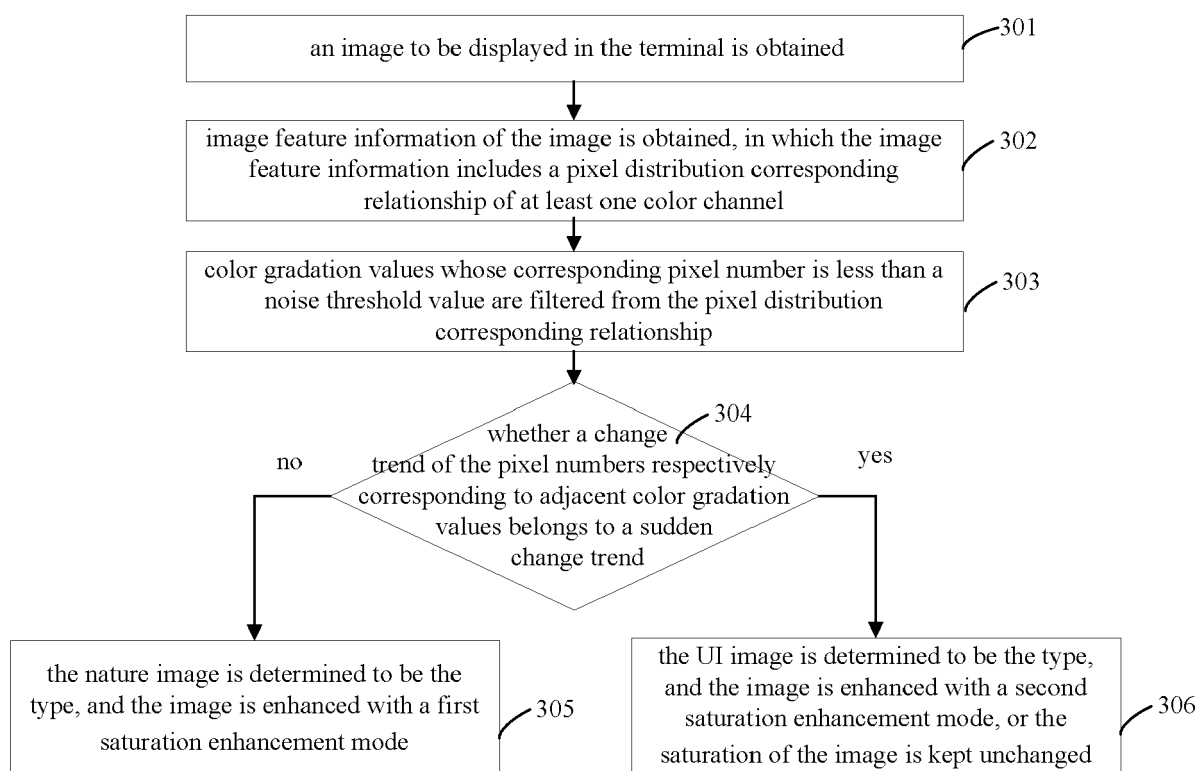 an image to be displayed in the terminal is obtained
301
image feature information of the image is obtained, in which the image
feature information includes a pixel distribution corresponding
relationship of at least one color channel
302
color gradation values whose corresponding pixel number is less than a
noise threshold value are filtered from the pixel distribution
corresponding relationship
303
304
whether a change
trend of the pixel numbers respectively
corresponding to adjacent color gradation
values belongs to a sudden
change trend
no
yes
the nature image is determined to be the
type, and the image is enhanced with a first
saturation enhancement mode
305
the UI image is determined to be the type,
and the image is enhanced with a second
saturation enhancement mode, or the
saturation of the image is kept unchanged
306